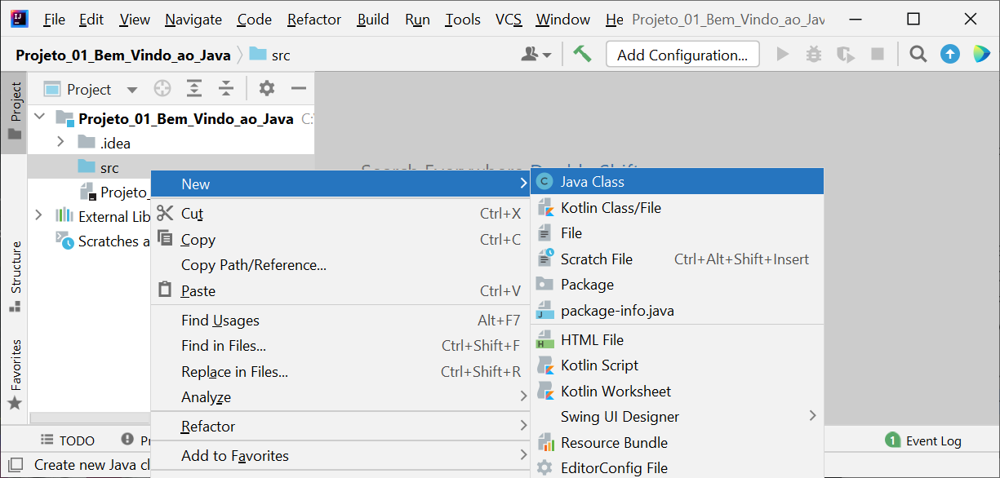 File Edit View Navigate Code Refactor Build Run Tools VCS Window He Projeto_01_Bem_Vindo_ao_Jav
Projeto_01_Bem_Vindo_ao_Java src
Add Configuration...
Project
Project
Projeto_01_Bem_Vindo_ao_Java C:
.idea
src
Projeto_
External Lib
Scratches a
Structure
Favorites
Search Everywhere Double Shift
New
Cut Ctrl+X
Copy Ctrl+C
Copy Path/Reference...
Paste Ctrl+V
Find Usages Alt+F7
Find in Files... Ctrl+Shift+F
Replace in Files... Ctrl+Shift+R
Analyze
Refactor
Add to Favorites
Java Class
Kotlin Class/File
File
Scratch File Ctrl+Alt+Shift+Insert
Package
package-info.java
HTML File
Kotlin Script
Kotlin Worksheet
Swing UI Designer
Resource Bundle
EditorConfig File
TODO
1 Event Log
Create new Java cl